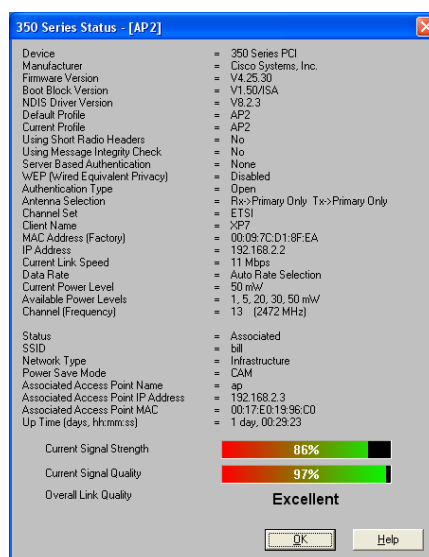 350 Series Status - [AP2]
Device = 350 Series PCI
Manufacturer = Cisco Systems, Inc.
Firmware Version = V4.25.30
Boot Block Version = V1.50/ISA
NDIS Driver Version = V8.2.3
Default Profile = AP2
Current Profile = AP2
Using Short Radio Headers = No
Using Message Integrity Check = No
Server Based Authentication = None
WEP (Wired Equivalent Privacy) = Disabled
Authentication Type = Open
Antenna Selection = Rx->Primary Only Tx->Primary Only
Channel Set = ETSI
Client Name = XP7
MAC Address (Factory) = 00:09:7C:D1:8F:EA
IP Address = 192.168.2.2
Current Link Speed = 11 Mbps
Data Rate = Auto Rate Selection
Current Power Level = 50 mW
Available Power Levels = 1, 5, 20, 30, 50 mW
Channel (Frequency) = 13 (2472 MHz)
Status = Associated
SSID = bill
Network Type = Infrastructure
Power Save Mode = CAM
Associated Access Point Name = ap
Associated Access Point IP Address = 192.168.2.3
Associated Access Point MAC = 00:17:E0:19:96:C0
Up Time (days, hh:mm:ss) = 1 day, 00:29:23
Current Signal Strength 86%
Current Signal Quality 97%
Overall Link Quality Excellent
OK Help